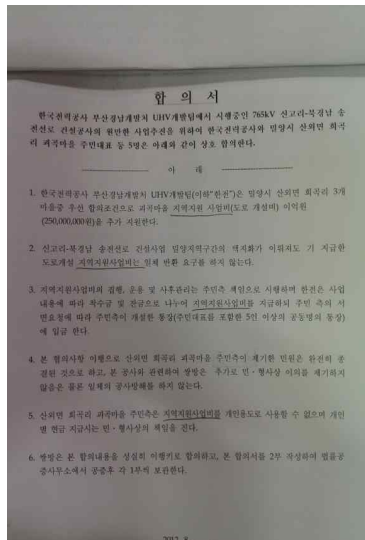 합 의 서
한국전력공사 부산경남개발처 UHV개발팀에서 시행중인 765kV 신고리-북경남 송
전선로 건설공사의 원만한 사업추진을 위하여 한국전력공사와 밀양시 산외면 희곡
리 괴곡마을 주민대표 등 5명은 아래와 같이 상호 합의한다.
아 래
1. 한국전력공사 부산경남개발처 UHV개발팀(이하"한전")은 밀양시 산외면 희곡리 3개
마을중 우선 합의조건으로 괴곡마을 지역지원 사업비(도로 개설비) 이억원
(250,000,000원)을 추가 지원한다.
2. 신고리-북경남 송전선로 건설사업 밀양지역구간의 백지화가 이뤄져도 기 지급한
도로개설 지역지원사업비는 일체 반환 요구를 하지 않는다.
3. 지역지원사업비의 집행, 운용 및 사후관리는 주민측 책임으로 시행하며 한전은 사업
내용에 따라 착수금 및 잔금으로 나누어 지역지원사업비를 지급하되 주민 측의 서
면요청에 따라 주민측이 개설한 통장(주민대표를 포함한 5인 이상의 공동명의 통장)
에 입금 한다.
4. 본 합의사항 이행으로 산외면 희곡리 괴곡마을 주민측이 제기한 민원은 완전히 종
결된 것으로 하고, 본 공사와 관련하여 쌍방은 추가로 민·형사상 이의를 제기하지
않음은 물론 일체의 공사방해를 하지 않는다.
5. 산외면 희곡리 괴곡마을 주민측은 지역지원사업비를 개인용도로 사용할 수 없으며 개인
별 현금 지급시는 민·형사상의 책임을 진다.
6. 쌍방은 본 합의내용을 성실히 이행키로 합의하고, 본 합의서를 2부 작성하여 법률공
증사무소에서 공증후 각 1부씩 보관한다.